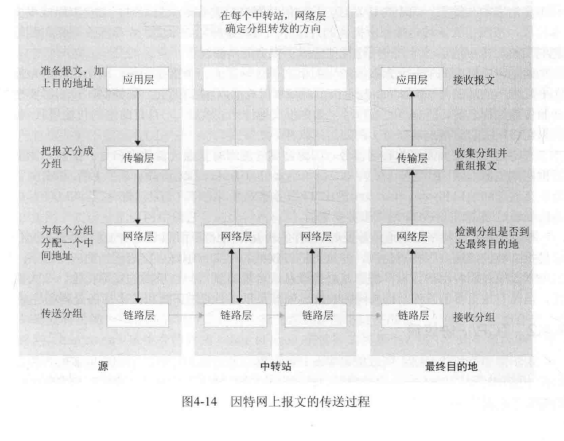 在每个中转站，网络层
确定分组转发的方向
准备报文，加
上目的地址
应用层
应用层
接收报文
把报文分成
分组
传输层
传输层
收集分组并
重组报文
为每个分组
分配一个中
间地址
网络层
网络层
网络层
网络层
检测分组是否到
达最终目的地
传送分组
链路层
链路层
链路层
链路层
接收分组
源
中转站
最终目的地
图4-14 因特网上报文的传送过程